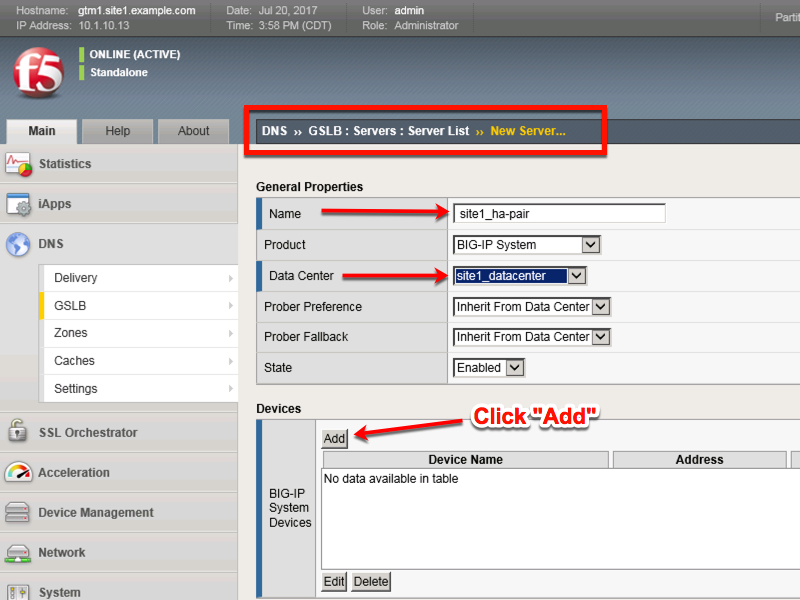 Hostname: gtm1.site1.example.com Date: Jul 20, 2017 User: admin
IP Address: 10.1.10.13 Time: 3:58 PM (CDT) Role: Administrator
f5
ONLINE (ACTIVE)
Standalone
Main Help About
DNS ›› GSLB : Servers : Server List ›› New Server...
Statistics
iApps
DNS
Delivery
GSLB
Zones
Caches
Settings
SSL Orchestrator
Acceleration
Device Management
Network
System
General Properties
Name site1_ha-pair
Product BIG-IP System
Data Center site1_datacenter
Prober Preference Inherit From Data Center
Prober Fallback Inherit From Data Center
State Enabled
Devices
Click "Add"
Add
Device Name Address
No data available in table
BIG-IP
System
Devices
Edit Delete